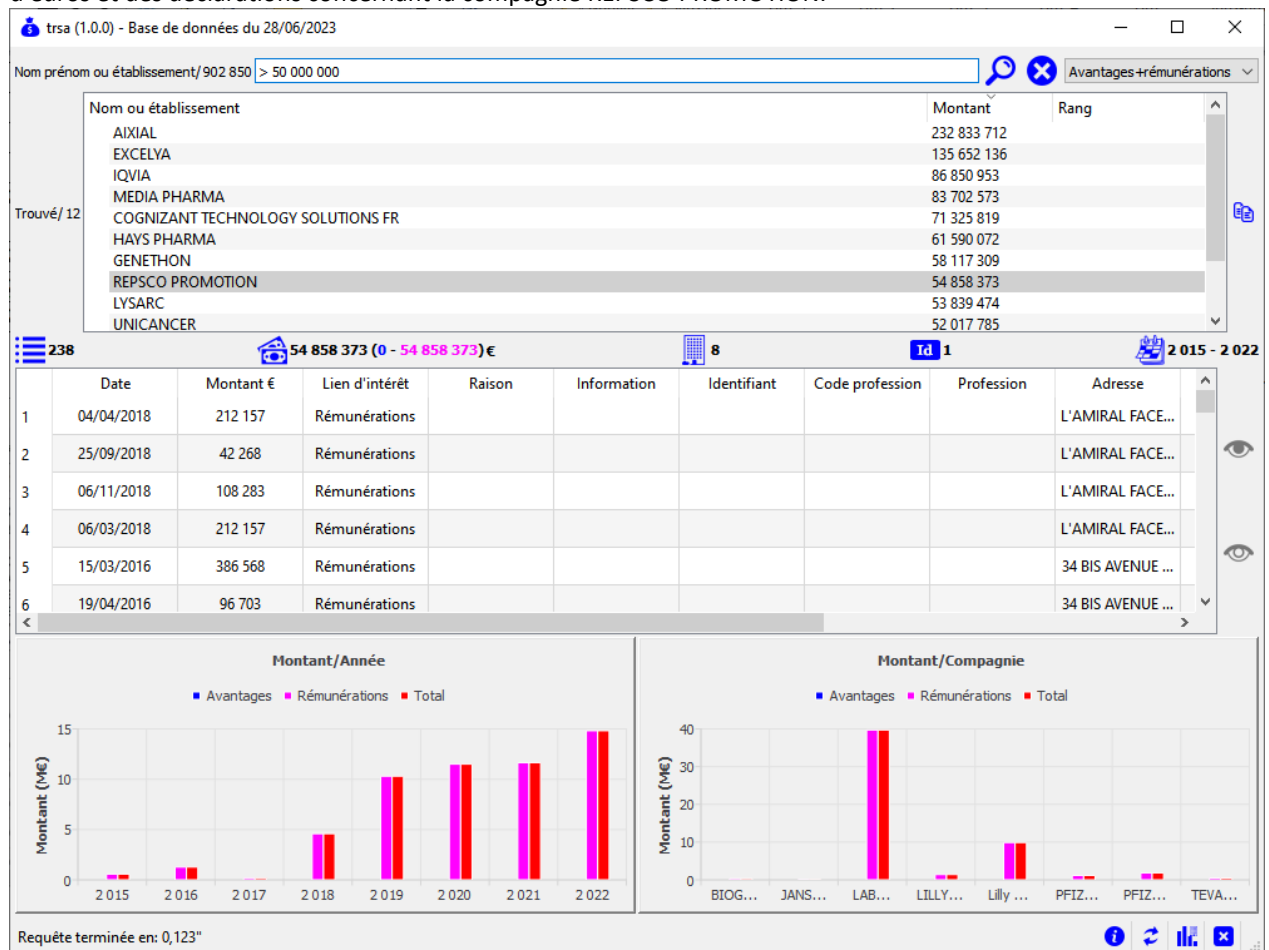 trsa (1.0.0) - Base de données du 28/06/2023
Nom prénom ou établissement/ 902 850 > 50 000 000 Avantages+rémunérations
Nom ou établissement Montant Rang
AIXIAL 232 833 712
EXCELYA 135 652 136
IQVIA 86 850 953
MEDIA PHARMA 83 702 573
Trouvé/ 12 COGNIZANT TECHNOLOGY SOLUTIONS FR 71 325 819
HAYS PHARMA 61 590 072
GENETHON 58 117 309
REPSCO PROMOTION 54 858 373
LYSARC 53 839 474
UNICANCER 52 017 785
238 54 858 373 (0 - 54 858 373)€ 8 Id 1 2 015 - 2 022
Date Montant € Lien d'intérêt Raison Information Identifiant Code profession Profession Adresse
1 04/04/2018 212 157 Rémunérations L'AMIRAL FACE...
2 25/09/2018 42 268 Rémunérations L'AMIRAL FACE...
3 06/11/2018 108 283 Rémunérations L'AMIRAL FACE...
4 06/03/2018 212 157 Rémunérations L'AMIRAL FACE...
5 15/03/2016 386 568 Rémunérations 34 BIS AVENUE ...
6 19/04/2016 96 703 Rémunérations 34 BIS AVENUE ...
Montant/Année
Avantages Rémunérations Total
Montant (M€)
15
10
5
0
2 015 2 016 2 017 2 018 2 019 2 020 2 021 2 022
Montant/Compagnie
Avantages Rémunérations Total
Montant (M€)
40
30
20
10
0
BIOG... JANS... LAB... LILLY... Lilly ... PFIZ... PFIZ... TEVA...
Requête terminée en: 0,123"